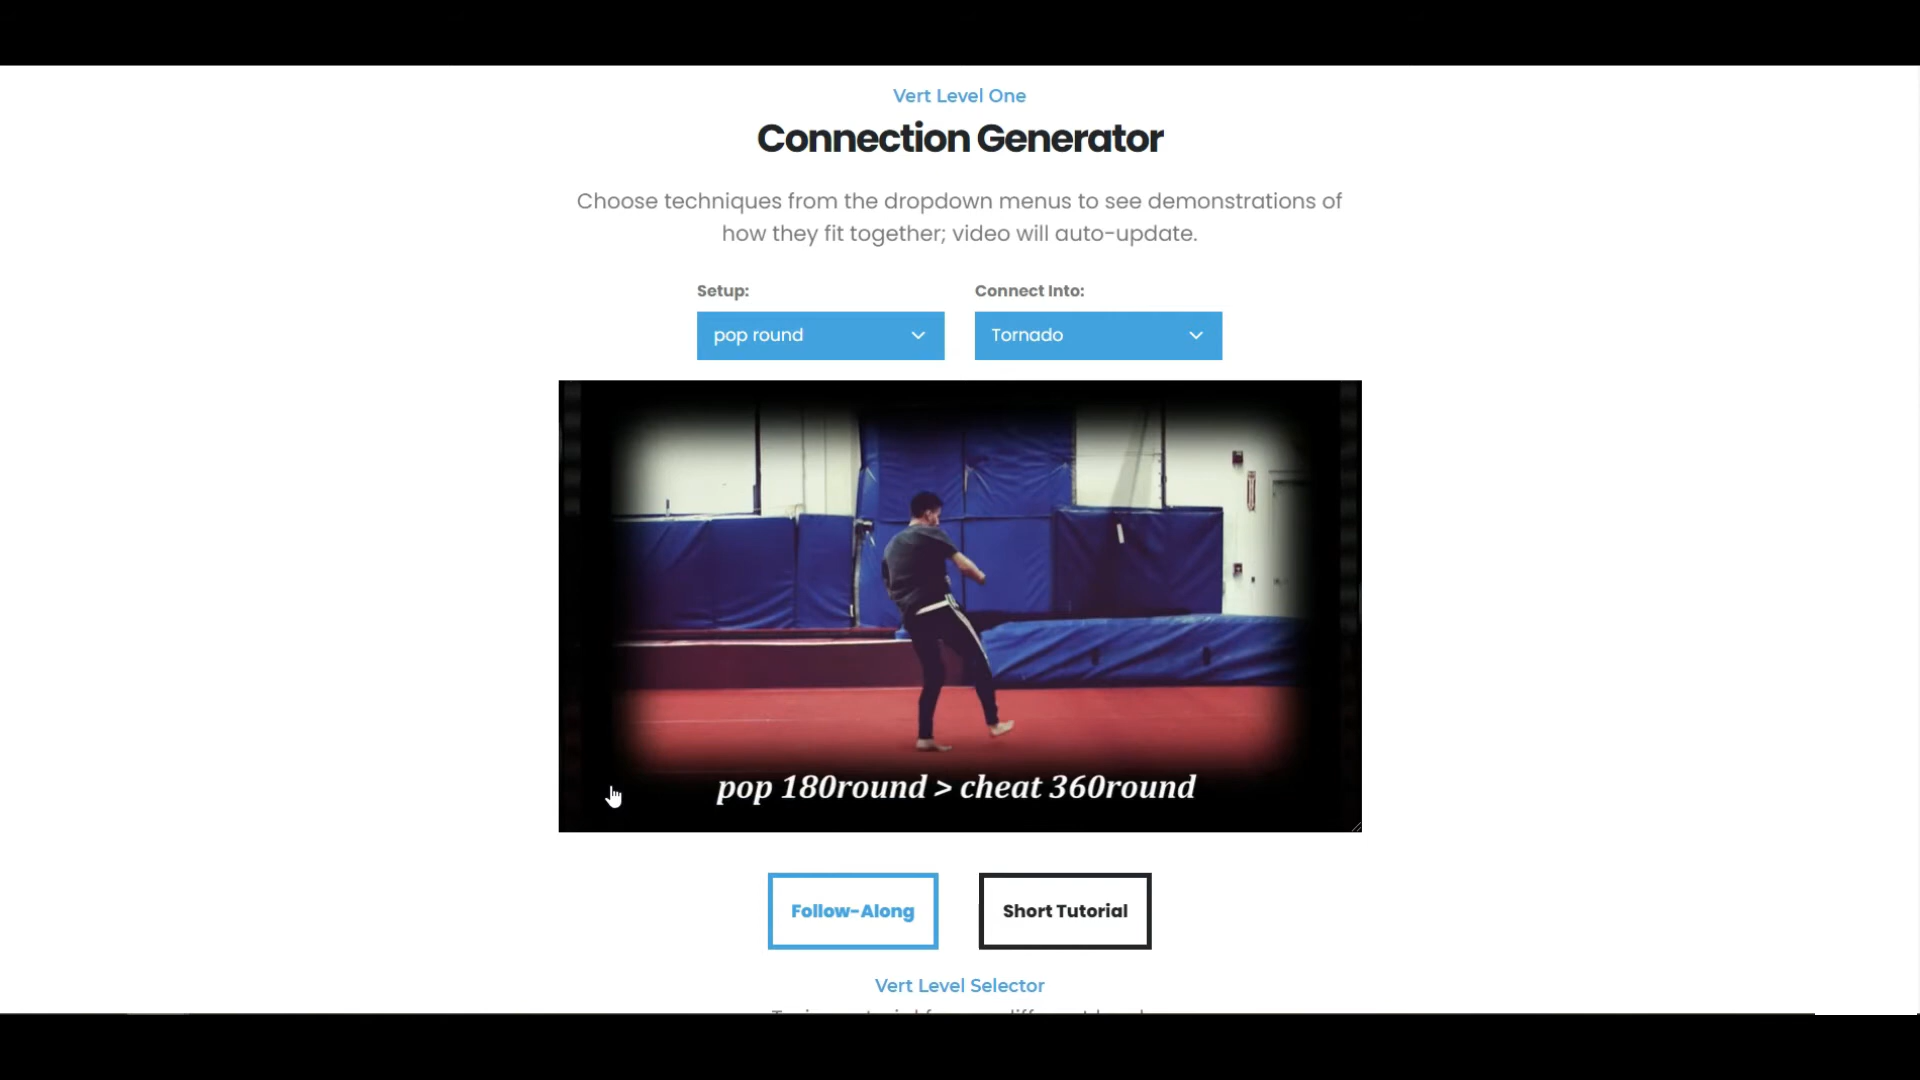 Vert Level One
Connection Generator
Choose techniques from the dropdown menus to see demonstrations of
how they fit together; video will auto-update.
Setup:
Connect Into:
pop round
Tornado
pop 180round > cheat 360round
Follow-Along
Short Tutorial
Vert Level Selector